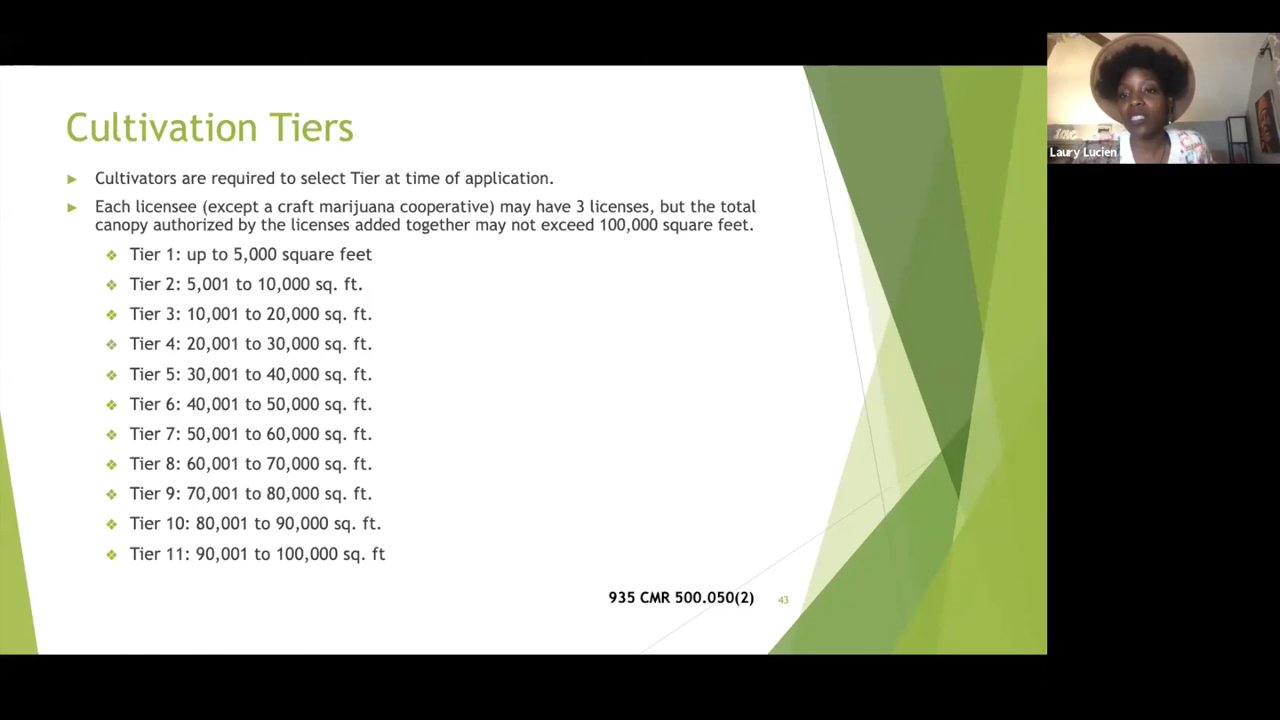 Cultivation Tiers
Cultivators are required to select Tier at time of application.
Each licensee (except a craft marijuana cooperative) may have 3 licenses, but the total
canopy authorized by the licenses added together may not exceed 100,000 square feet.
Tier 1: up to 5,000 square feet
Tier 2: 5,001 to 10,000 sq. ft.
Tier 3: 10,001 to 20,000 sq. ft.
Tier 4: 20,001 to 30,000 sq. ft.
Tier 5: 30,001 to 40,000 sq. ft.
Tier 6: 40,001 to 50,000 sq. ft.
Tier 7: 50,001 to 60,000 sq. ft.
Tier 8: 60,001 to 70,000 sq. ft.
Tier 9: 70,001 to 80,000 sq. ft.
Tier 10: 80,001 to 90,000 sq. ft.
Tier 11: 90,001 to 100,000 sq. ft
935 CMR 500.050(2)
43
Laury Lucien